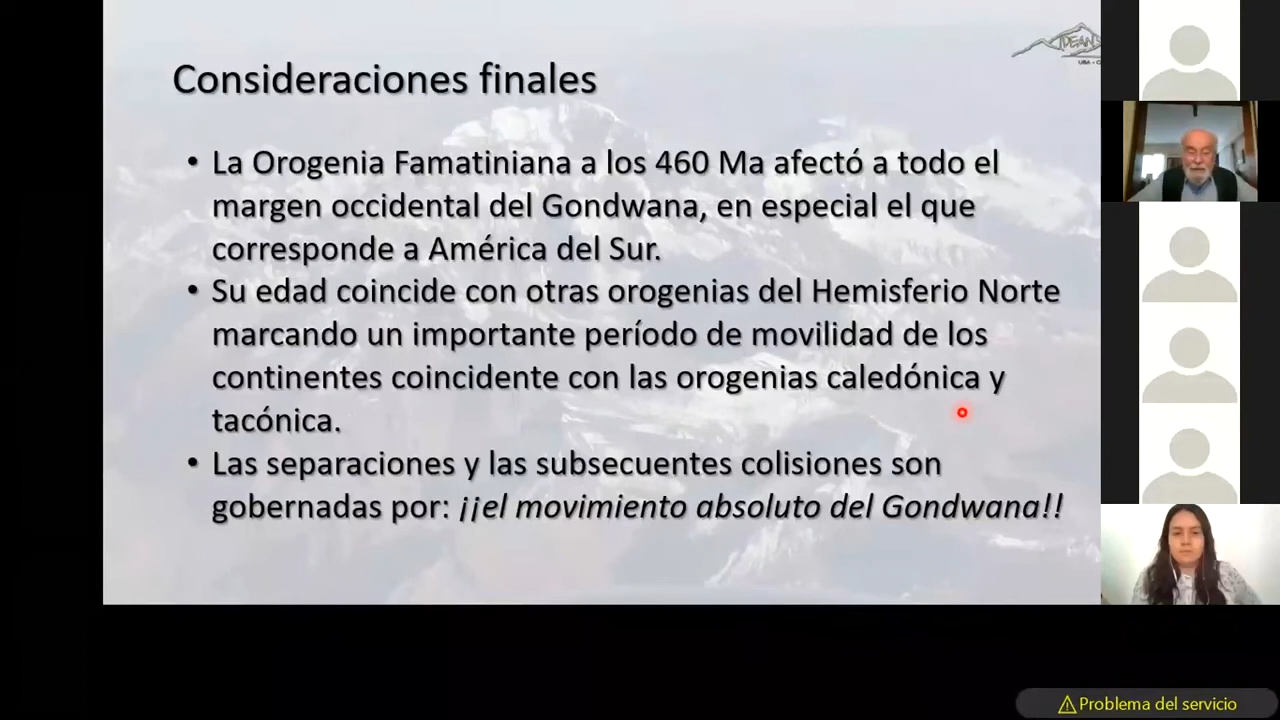 IDEAN
UBA - C
Consideraciones finales
• La Orogenia Famatiniana a los 460 Ma afectó a todo el
margen occidental del Gondwana, en especial el que
corresponde a América del Sur.
• Su edad coincide con otras orogenias del Hemisferio Norte
marcando un importante período de movilidad de los
continentes coincidente con las orogenias caledónica y
tacónica.
• Las separaciones y las subsecuentes colisiones son
gobernadas por: ¡¡el movimiento absoluto del Gondwana!!
Problema del servicio